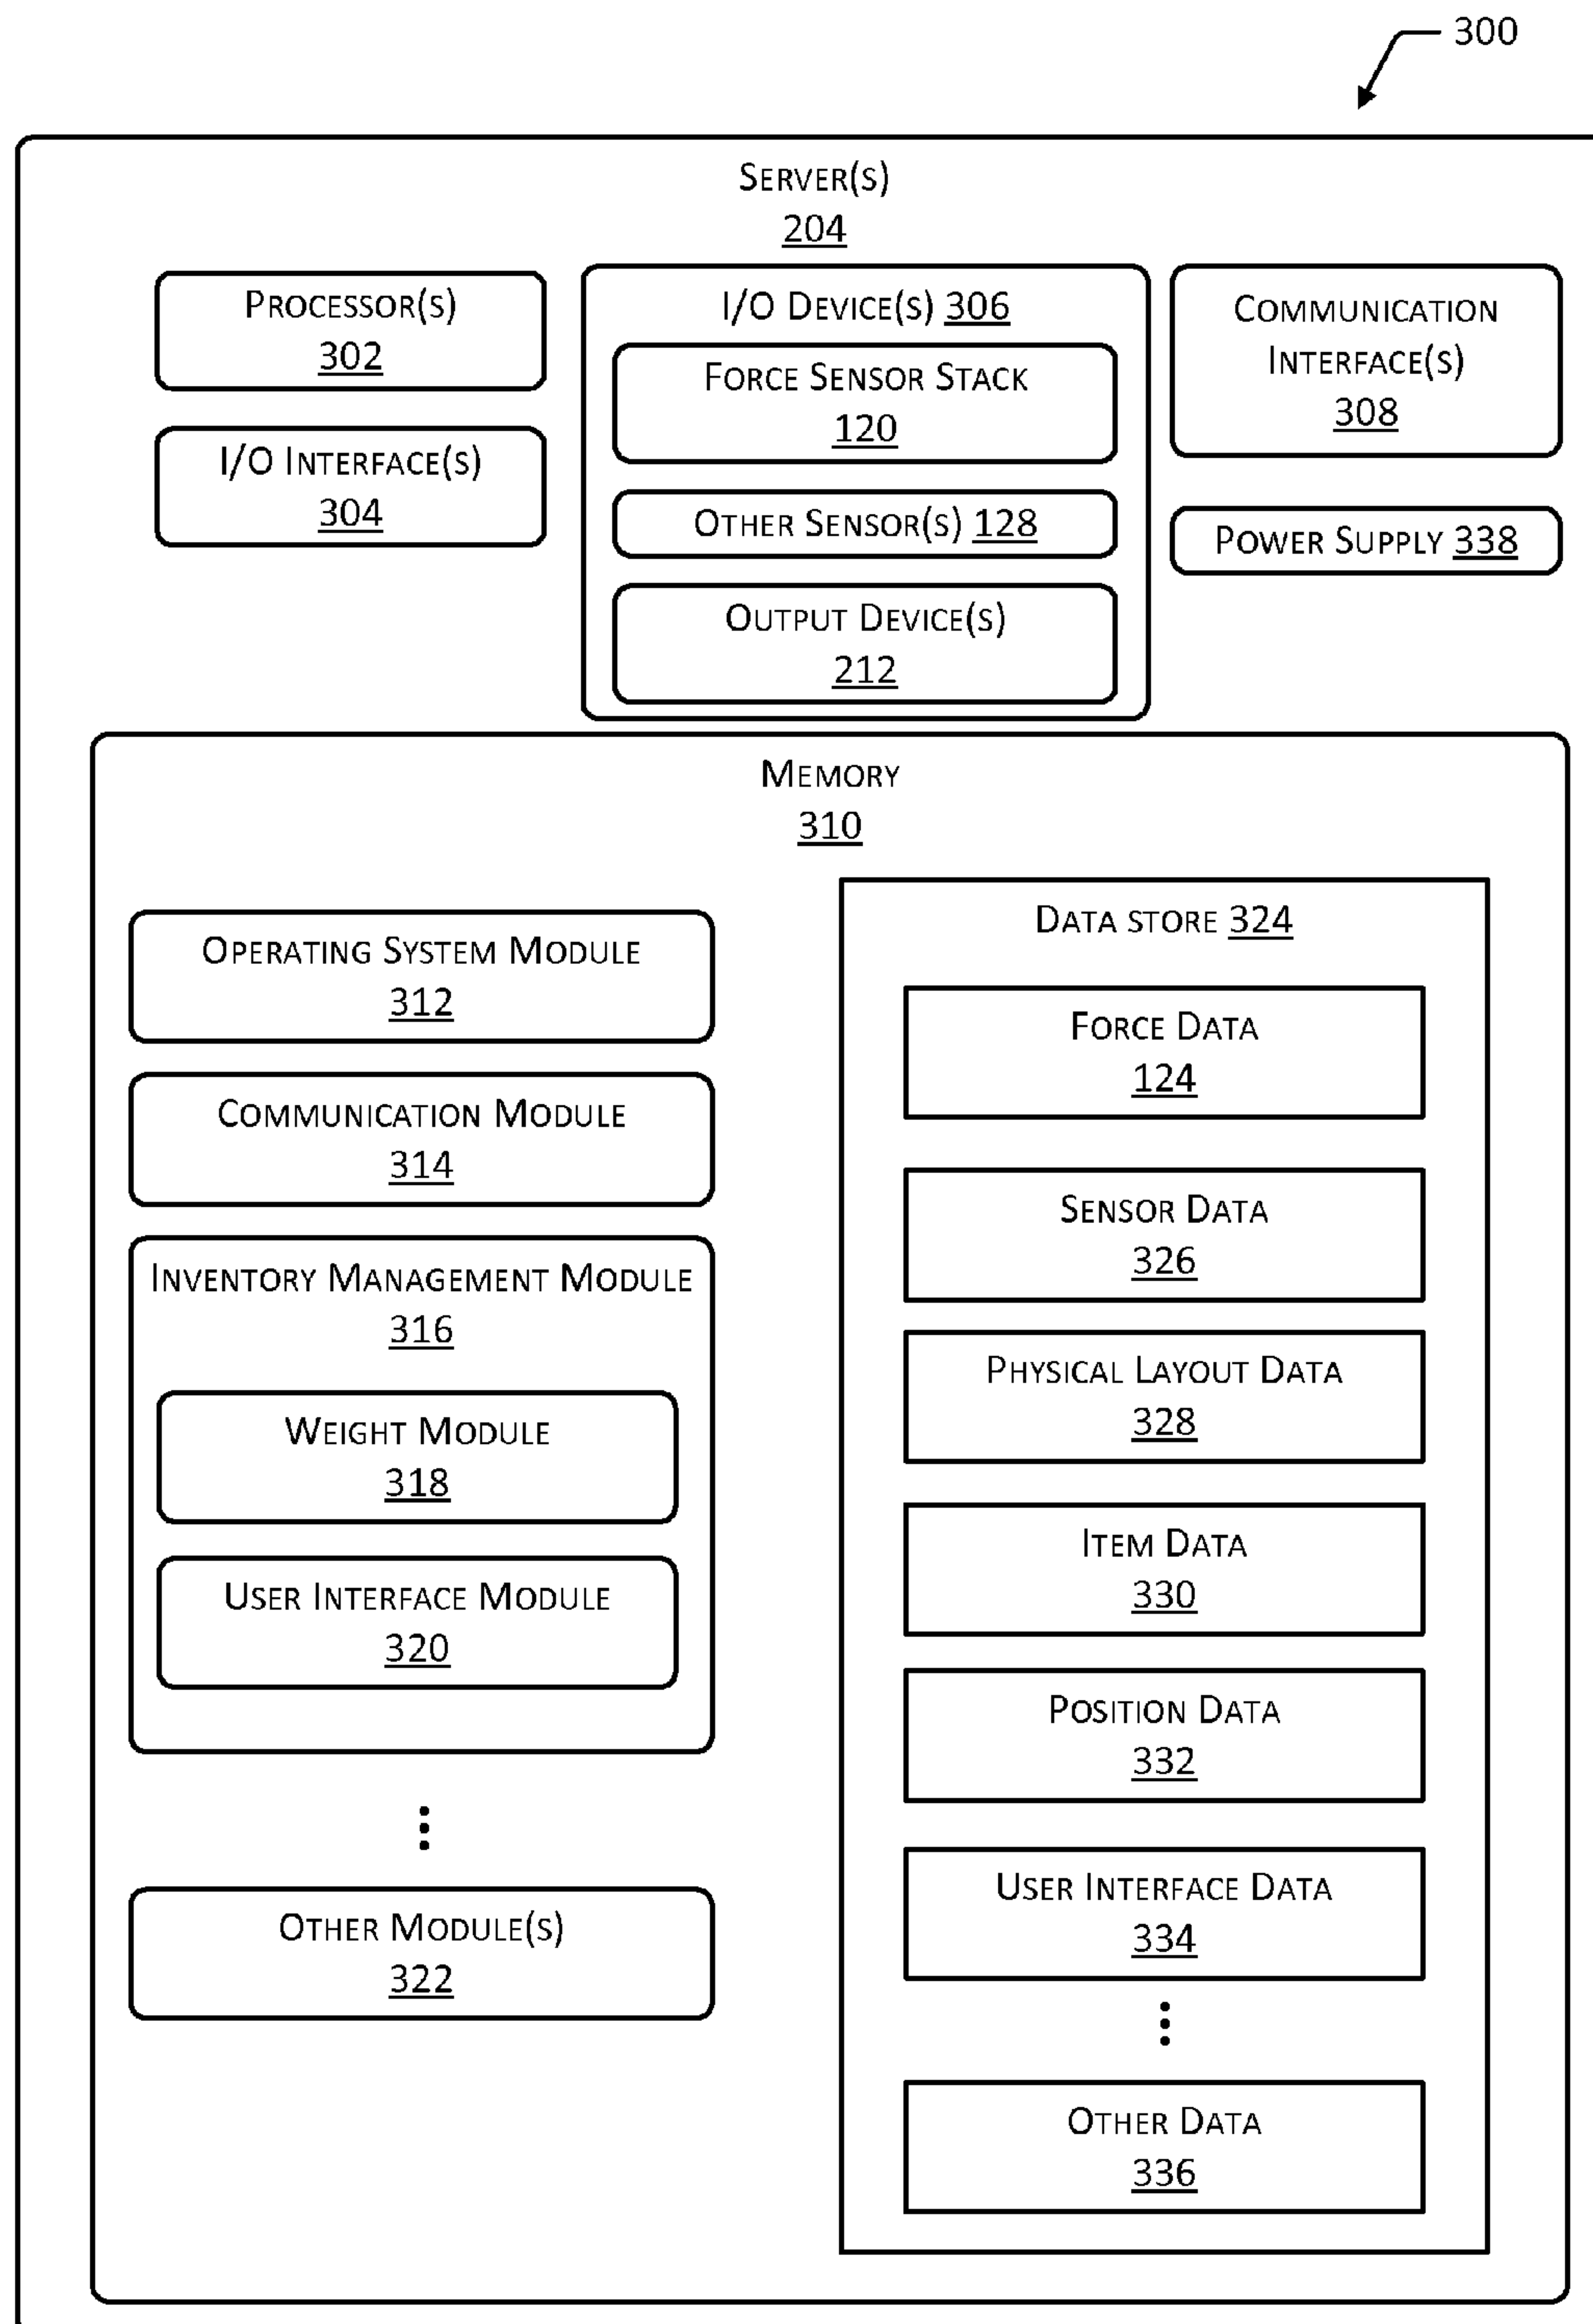 300
Server(s)
204
Processor(s)
302
I/O Interface(s)
304
I/O Device(s) 306
Force Sensor Stack
120
Other Sensor(s) 128
Output Device(s)
212
Communication
Interface(s)
308
Power Supply 338
Memory
310
Operating System Module
312
Communication Module
314
Inventory Management Module
316
Weight Module
318
User Interface Module
320
Other Module(s)
322
Data store 324
Force Data
124
Sensor Data
326
Physical Layout Data
328
Item Data
330
Position Data
332
User Interface Data
334
Other Data
336